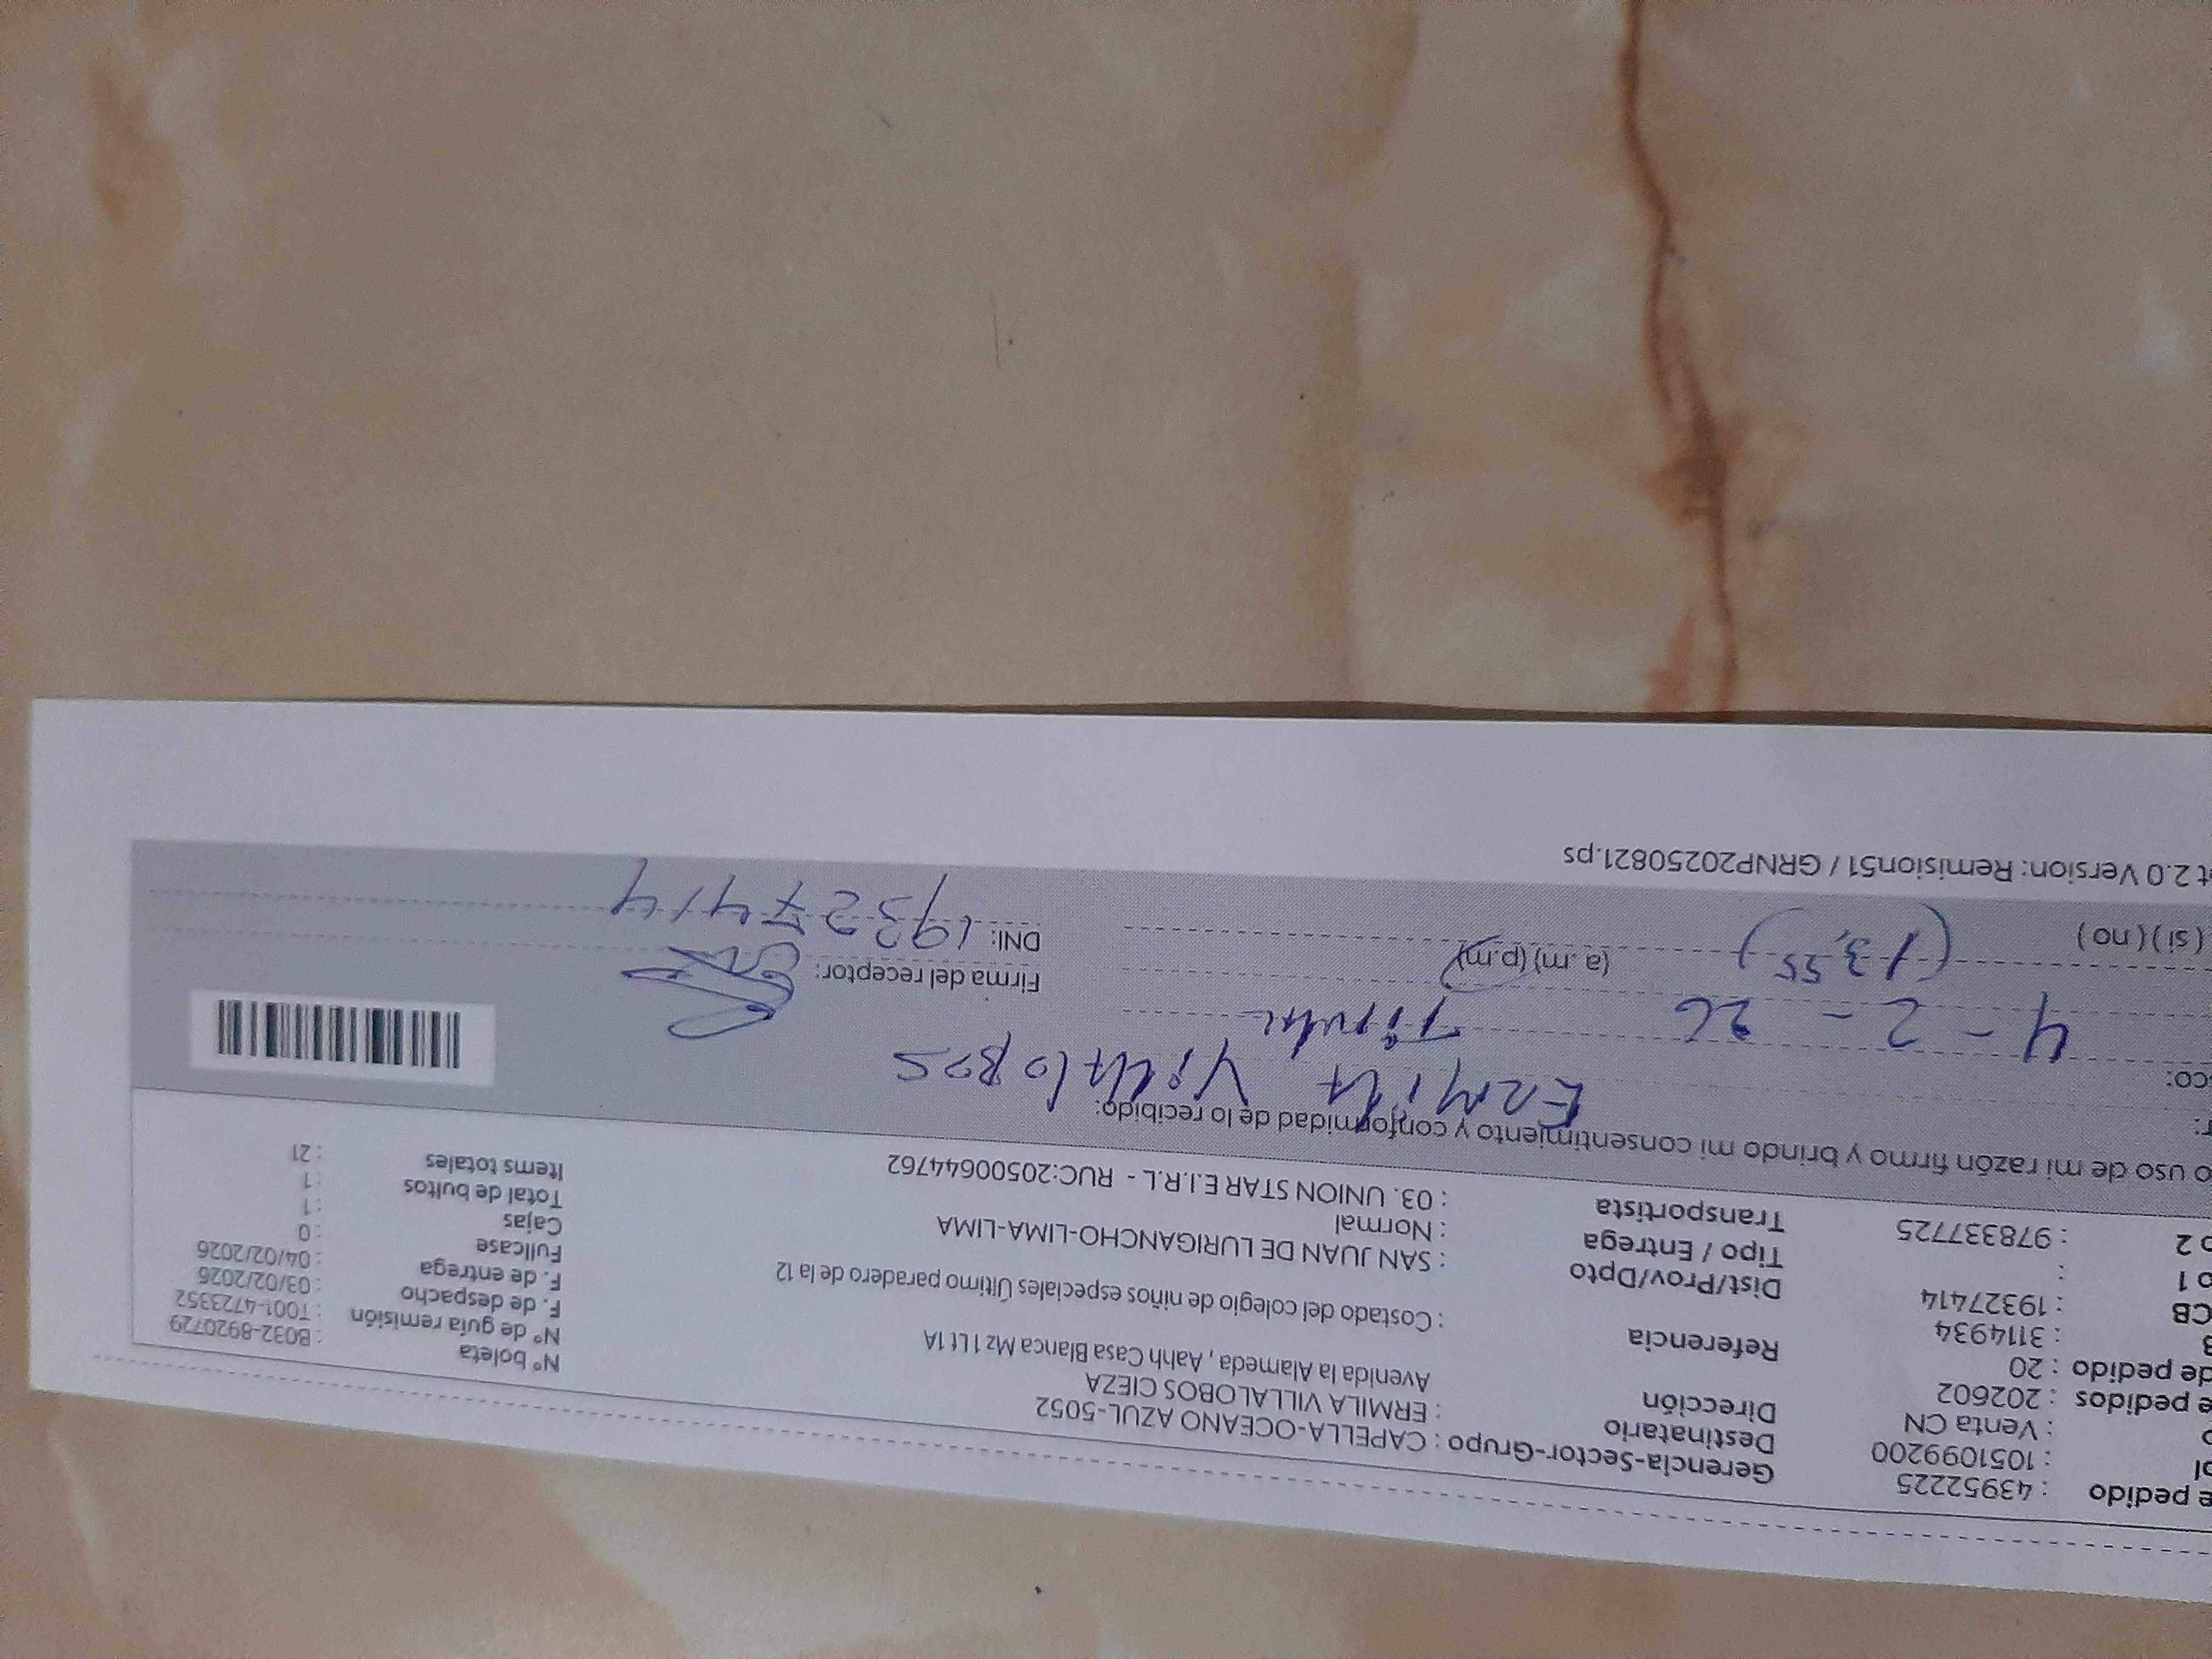 e pedido : 43952225 Gerencia-Sector-Grupo : CAPELLA-OCEANO AZUL-5052
ol : 1051099200 Destinatario : ERMILA VILLALOBOS CIEZA
o : Venta CN Dirección Avenida la Alameda , Aahh Casa Blanca Mz I1 Lt 1A
e pedidos : 202602
de pedido : 20 Referencia : Costado del colegio de niños especiales Último paradero de la 12
B : 31114934
CB : 19327414 Dist/Prov/Dpto : SAN JUAN DE LURIGANCHO-LIMA-LIMA
o 1 : Tipo / Entrega : Normal
o 2 : 978337725 Transportista : 03. UNION STAR E.I.R.L - RUC:20500644762
Nº boleta : B032-8920729
Nº de guía remisión : T001-4723352
F. de despacho : 03/02/2026
F. de entrega : 04/02/2026
Fullcase : 0
Cajas : 1
Total de bultos : 1
Items totales : 21
o uso de mi razón firmo y brindo mi consentimiento y conformidad de lo recibido:
r: ERMILA VillAloBos
co: Titular
4 - 2 - 26
(13,55) (a. m) (p.m)
( si ) ( no )
Firma del receptor:
DNI: 19327414
et 2.0 Version: Remision51 / GRNP20250821.ps